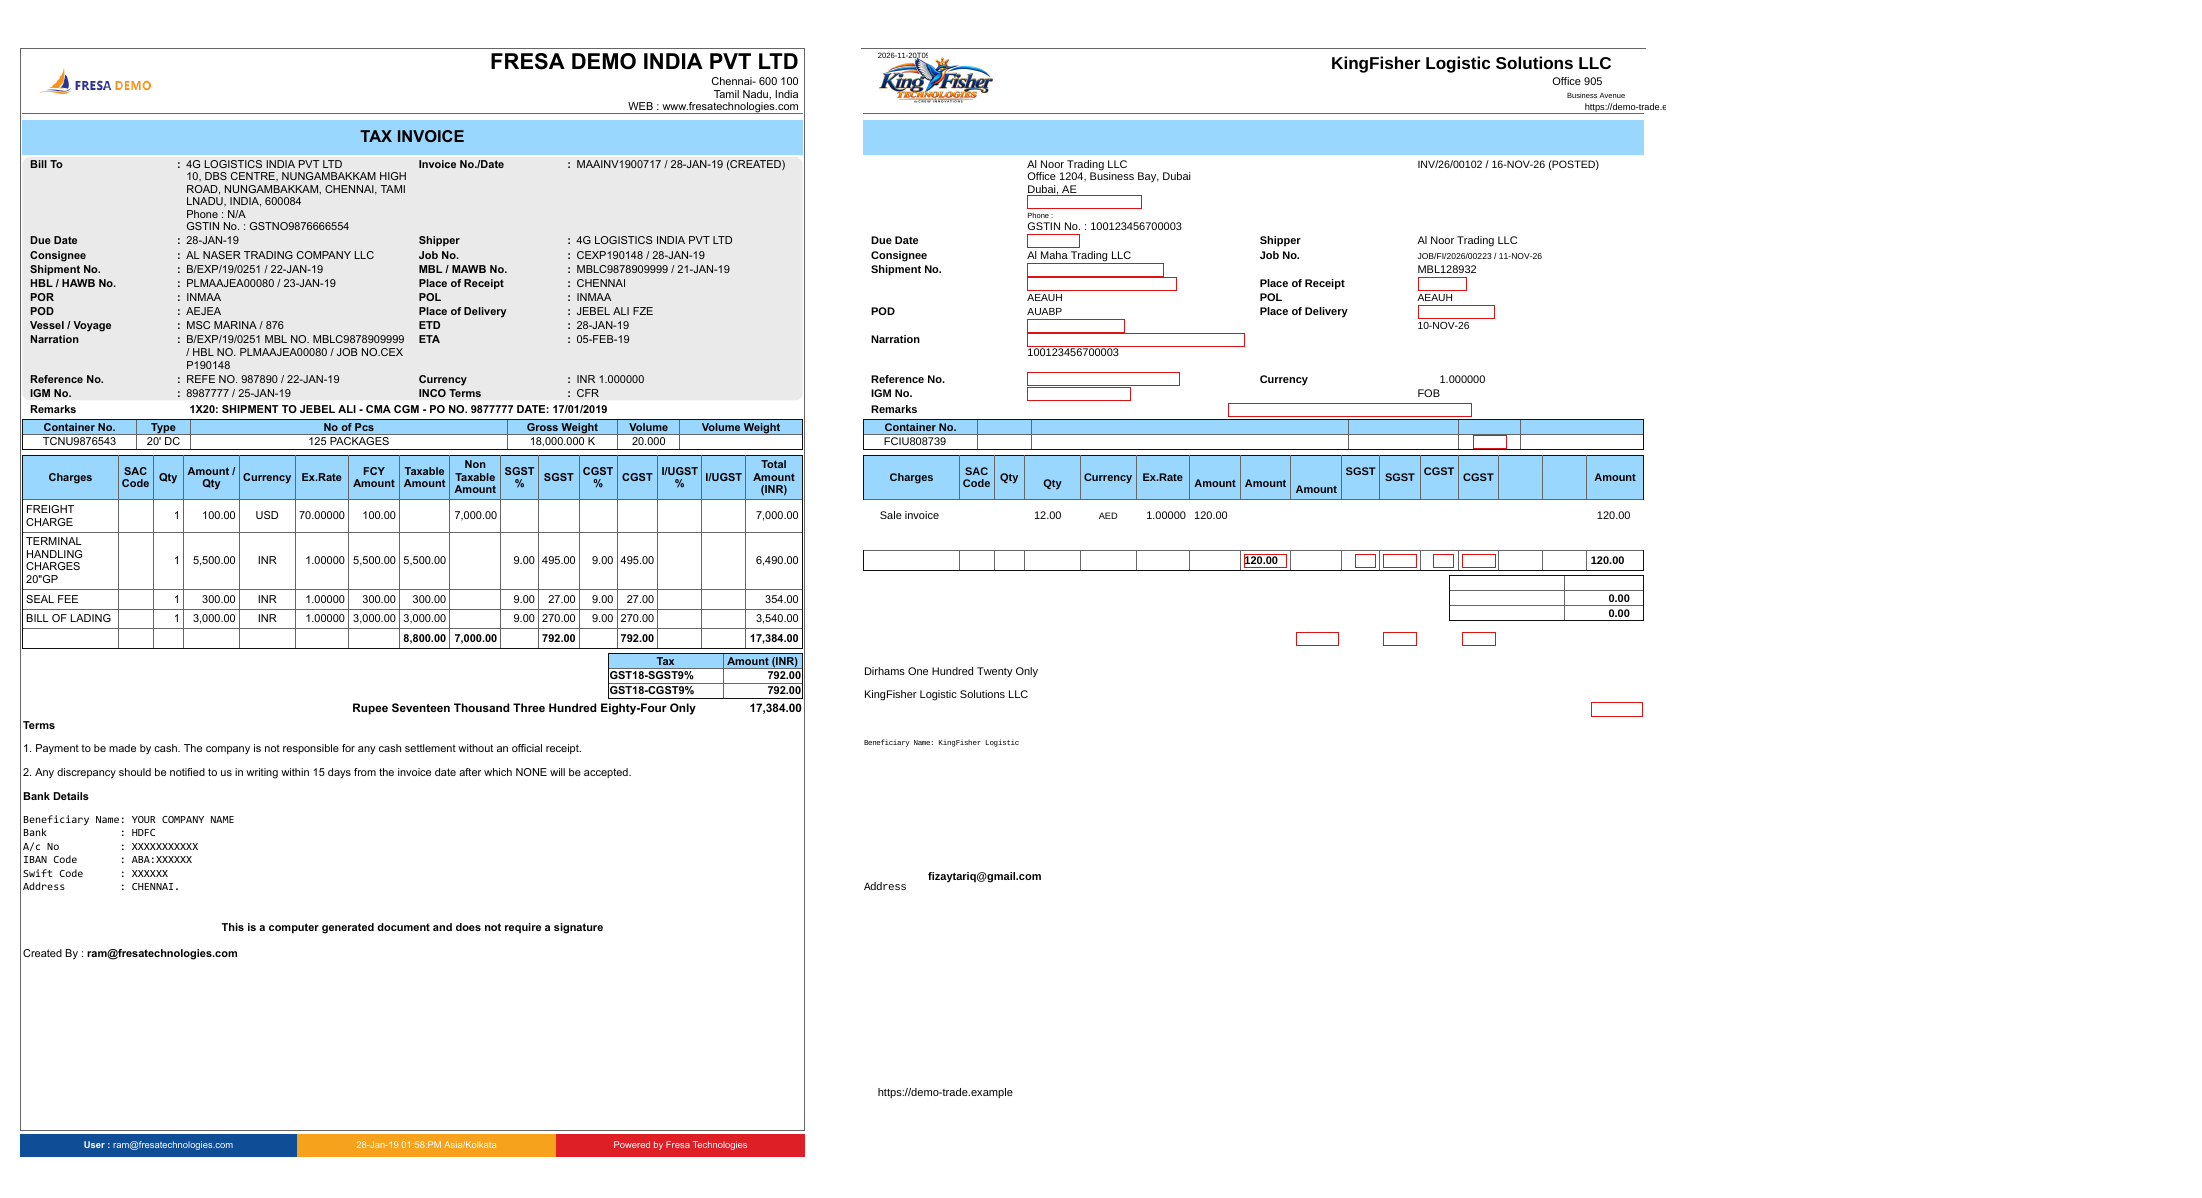 FRESA DEMO
FRESA DEMO INDIA PVT LTD
Chennai- 600 100
Tamil Nadu, India
WEB : www.fresatechnologies.com
TAX INVOICE
Bill To : 4G LOGISTICS INDIA PVT LTD Invoice No./Date : MAAINV1900717 / 28-JAN-19 (CREATED)
10, DBS CENTRE, NUNGAMBAKKAM HIGH
ROAD, NUNGAMBAKKAM, CHENNAI, TAMI
LNADU, INDIA, 600084
Phone : N/A
GSTIN No. : GSTNO9876666554
Due Date : 28-JAN-19 Shipper : 4G LOGISTICS INDIA PVT LTD
Consignee : AL NASER TRADING COMPANY LLC Job No. : CEXP190148 / 28-JAN-19
Shipment No. : B/EXP/19/0251 / 22-JAN-19 MBL / MAWB No. : MBLC9878909999 / 21-JAN-19
HBL / HAWB No. : PLMAAJEA00080 / 23-JAN-19 Place of Receipt : CHENNAI
POR : INMAA POL : INMAA
POD : AEJEA Place of Delivery : JEBEL ALI FZE
Vessel / Voyage : MSC MARINA / 876 ETD : 28-JAN-19
Narration : B/EXP/19/0251 MBL NO. MBLC9878909999 ETA : 05-FEB-19
/ HBL NO. PLMAAJEA00080 / JOB NO.CEX
P190148
Reference No. : REFE NO. 987890 / 22-JAN-19 Currency : INR 1.000000
IGM No. : 8987777 / 25-JAN-19 INCO Terms : CFR
Remarks 1X20: SHIPMENT TO JEBEL ALI - CMA CGM - PO NO. 9877777 DATE: 17/01/2019
Container No. Type No of Pcs Gross Weight Volume Volume Weight
TCNU9876543 20' DC 125 PACKAGES 18,000.000 K 20.000
Charges SAC Code Qty Amount / Qty Currency Ex.Rate FCY Amount Taxable Amount Non Taxable Amount SGST % SGST CGST % CGST I/UGST % I/UGST Total Amount (INR)
FREIGHT CHARGE 1 100.00 USD 70.00000 100.00 7,000.00 7,000.00
TERMINAL HANDLING CHARGES 20"GP 1 5,500.00 INR 1.00000 5,500.00 5,500.00 9.00 495.00 9.00 495.00 6,490.00
SEAL FEE 1 300.00 INR 1.00000 300.00 300.00 9.00 27.00 9.00 27.00 354.00
BILL OF LADING 1 3,000.00 INR 1.00000 3,000.00 3,000.00 9.00 270.00 9.00 270.00 3,540.00
8,800.00 7,000.00 792.00 792.00 17,384.00
Tax Amount (INR)
GST18-SGST9% 792.00
GST18-CGST9% 792.00
Rupee Seventeen Thousand Three Hundred Eighty-Four Only 17,384.00
Terms
1. Payment to be made by cash. The company is not responsible for any cash settlement without an official receipt.
2. Any discrepancy should be notified to us in writing within 15 days from the invoice date after which NONE will be accepted.
Bank Details
Beneficiary Name: YOUR COMPANY NAME
Bank : HDFC
A/c No : XXXXXXXXXXX
IBAN Code : ABA:XXXXXX
Swift Code : XXXXXX
Address : CHENNAI.
This is a computer generated document and does not require a signature
Created By : ram@fresatechnologies.com
User : ram@fresatechnologies.com 28-Jan-19 01:58:PM Asia/Kolkata Powered by Fresa Technologies
King Fisher
TECHNOLOGIES
KingFisher Logistic Solutions LLC
Office 905
Business Avenue
https://demo-trade.e
Al Noor Trading LLC INV/26/00102 / 16-NOV-26 (POSTED)
Office 1204, Business Bay, Dubai
Dubai, AE
Phone :
GSTIN No. : 100123456700003
Due Date Shipper Al Noor Trading LLC
Consignee Al Maha Trading LLC Job No. JOB/FI/2026/00223 / 11-NOV-26
Shipment No. MBL128932
Place of Receipt
AEAUH POL AEAUH
POD AUABP Place of Delivery
10-NOV-26
Narration
100123456700003
Reference No. Currency 1.000000
IGM No. FOB
Remarks
Container No.
FCIU808739
Charges SAC Code Qty Qty Currency Ex.Rate Amount Amount Amount SGST SGST CGST CGST Amount
Sale invoice 12.00 AED 1.00000 120.00 120.00
120.00 120.00
0.00
0.00
Dirhams One Hundred Twenty Only
KingFisher Logistic Solutions LLC
Beneficiary Name: KingFisher Logistic
fizaytariq@gmail.com
Address
https://demo-trade.example